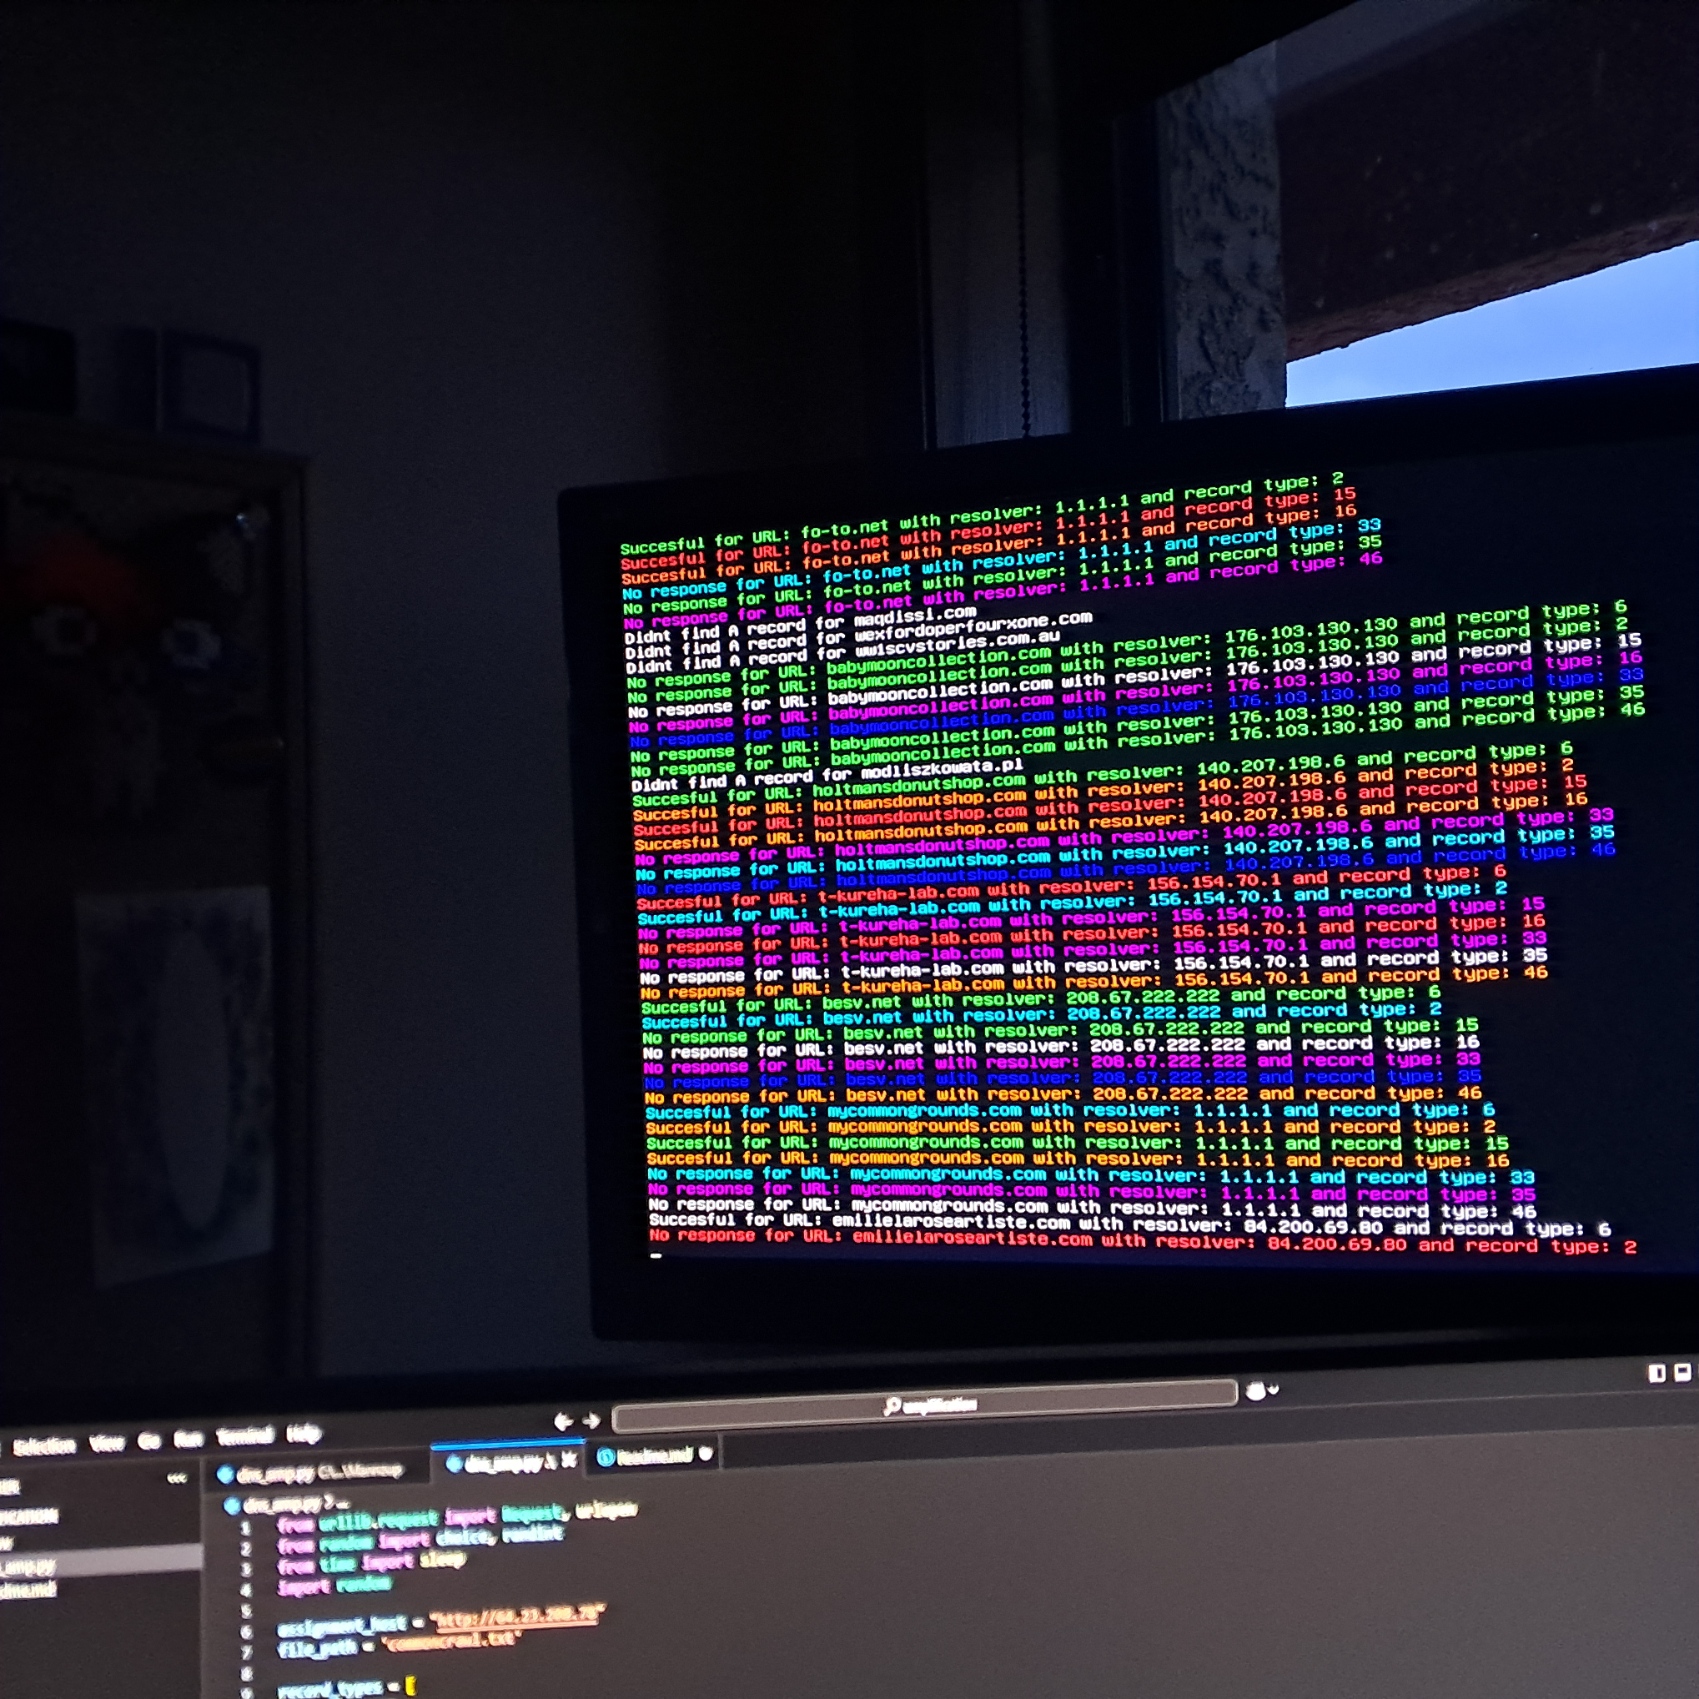 Succesful for URL: fo-to.net with resolver: 1.1.1.1 and record type: 2
Succesful for URL: fo-to.net with resolver: 1.1.1.1 and record type: 15
Succesful for URL: fo-to.net with resolver: 1.1.1.1 and record type: 16
No response for URL: fo-to.net with resolver: 1.1.1.1 and record type: 33
No response for URL: fo-to.net with resolver: 1.1.1.1 and record type: 35
No response for URL: fo-to.net with resolver: 1.1.1.1 and record type: 46
Didnt find A record for maqdissi.com
Didnt find A record for wexfordoperfourxone.com
Didnt find A record for ww1scvstories.com.au
No response for URL: babymooncollection.com with resolver: 176.103.130.130 and record type: 6
No response for URL: babymooncollection.com with resolver: 176.103.130.130 and record type: 2
No response for URL: babymooncollection.com with resolver: 176.103.130.130 and record type: 15
No response for URL: babymooncollection.com with resolver: 176.103.130.130 and record type: 16
No response for URL: babymooncollection.com with resolver: 176.103.130.130 and record type: 33
No response for URL: babymooncollection.com with resolver: 176.103.130.130 and record type: 35
No response for URL: babymooncollection.com with resolver: 176.103.130.130 and record type: 46
Didnt find A record for modliszkowata.pl
Succesful for URL: holtmansdonutshop.com with resolver: 140.207.198.6 and record type: 6
Succesful for URL: holtmansdonutshop.com with resolver: 140.207.198.6 and record type: 2
Succesful for URL: holtmansdonutshop.com with resolver: 140.207.198.6 and record type: 15
Succesful for URL: holtmansdonutshop.com with resolver: 140.207.198.6 and record type: 16
No response for URL: holtmansdonutshop.com with resolver: 140.207.198.6 and record type: 33
No response for URL: holtmansdonutshop.com with resolver: 140.207.198.6 and record type: 35
No response for URL: holtmansdonutshop.com with resolver: 140.207.198.6 and record type: 46
Succesful for URL: t-kureha-lab.com with resolver: 156.154.70.1 and record type: 6
Succesful for URL: t-kureha-lab.com with resolver: 156.154.70.1 and record type: 2
No response for URL: t-kureha-lab.com with resolver: 156.154.70.1 and record type: 15
No response for URL: t-kureha-lab.com with resolver: 156.154.70.1 and record type: 16
No response for URL: t-kureha-lab.com with resolver: 156.154.70.1 and record type: 33
No response for URL: t-kureha-lab.com with resolver: 156.154.70.1 and record type: 35
No response for URL: t-kureha-lab.com with resolver: 156.154.70.1 and record type: 46
Succesful for URL: besv.net with resolver: 208.67.222.222 and record type: 6
Succesful for URL: besv.net with resolver: 208.67.222.222 and record type: 2
No response for URL: besv.net with resolver: 208.67.222.222 and record type: 15
No response for URL: besv.net with resolver: 208.67.222.222 and record type: 16
No response for URL: besv.net with resolver: 208.67.222.222 and record type: 33
No response for URL: besv.net with resolver: 208.67.222.222 and record type: 35
No response for URL: besv.net with resolver: 208.67.222.222 and record type: 46
Succesful for URL: mycommongrounds.com with resolver: 1.1.1.1 and record type: 6
Succesful for URL: mycommongrounds.com with resolver: 1.1.1.1 and record type: 2
Succesful for URL: mycommongrounds.com with resolver: 1.1.1.1 and record type: 15
Succesful for URL: mycommongrounds.com with resolver: 1.1.1.1 and record type: 16
No response for URL: mycommongrounds.com with resolver: 1.1.1.1 and record type: 33
No response for URL: mycommongrounds.com with resolver: 1.1.1.1 and record type: 35
No response for URL: mycommongrounds.com with resolver: 1.1.1.1 and record type: 46
Succesful for URL: emilielaroseartiste.com with resolver: 84.200.69.80 and record type: 6
No response for URL: emilielaroseartiste.com with resolver: 84.200.69.80 and record type: 2
amplification
Selection View Go Run Terminal Help
dns_amp.py dns_amp.py Readme.md
dns_amp.py > ...
1 from urllib.request import Request, urlopen
2 from random import choice, randint
3 from time import sleep
4 import random
5
6 assignment_host =
7 file_path = "commoncrawl.txt"
8
9 record_types = [